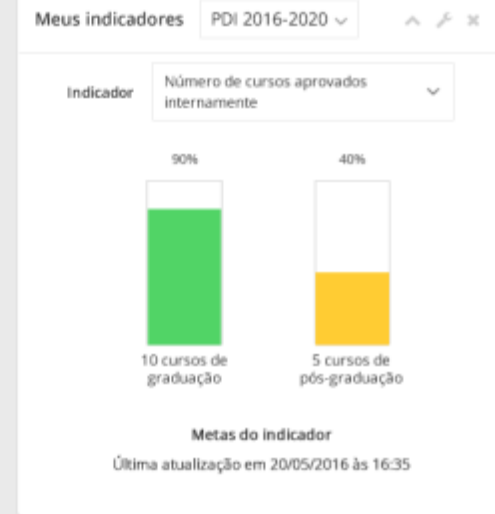 Meus indicadores PDI 2016-2020
Indicador Número de cursos aprovados
internamente
90% 40%
10 cursos de 5 cursos de
graduação pós-graduação
Metas do indicador
Última atualização em 20/05/2016 às 16:35